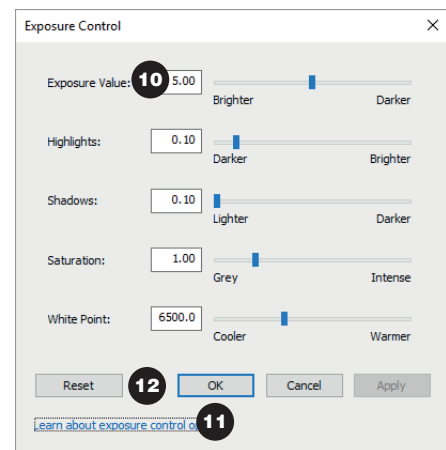 Exposure Control
Exposure Value: 10 5.00
Brighter Darker
Highlights: 0.10
Darker Brighter
Shadows: 0.10
Lighter Darker
Saturation: 1.00
Grey Intense
White Point: 6500.0
Cooler Warmer
Reset 12 OK Cancel Apply
Learn about exposure control 11